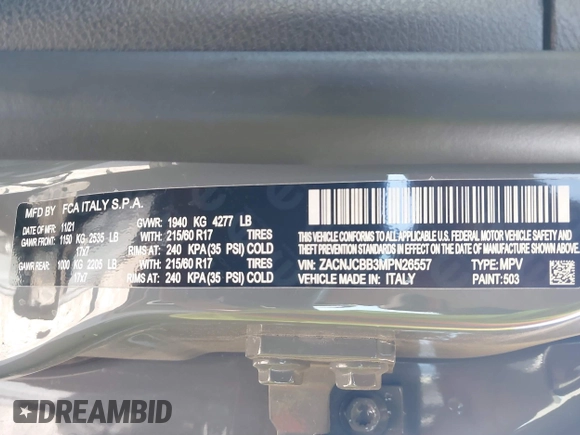 MFD BY FCA ITALY S.P.A.
DATE OF MFR: 11/21 GVWR: 1940 KG 4277 LB
GAWR FRONT: 1150 KG 2535 LB WITH: 215/60 R17 TIRES
17x7 RIMS AT: 240 KPA (35 PSI) COLD
GAWR REAR: 1000 KG 2205 LB WITH: 215/60 R17 TIRES
17x7 RIMS AT: 240 KPA (35 PSI) COLD
THIS VEHICLE CONFORMS TO ALL APPLICABLE U.S. FEDERAL MOTOR VEHICLE SAFETY AND
THEFT PREVENTION STANDARDS IN EFFECT ON THE DATE OF MANUFACTURE SHOWN ABOVE.
VIN: ZACNJCBB3MPN26557 TYPE: MPV
VEHICLE MADE IN: ITALY PAINT: 503
DREAMBID